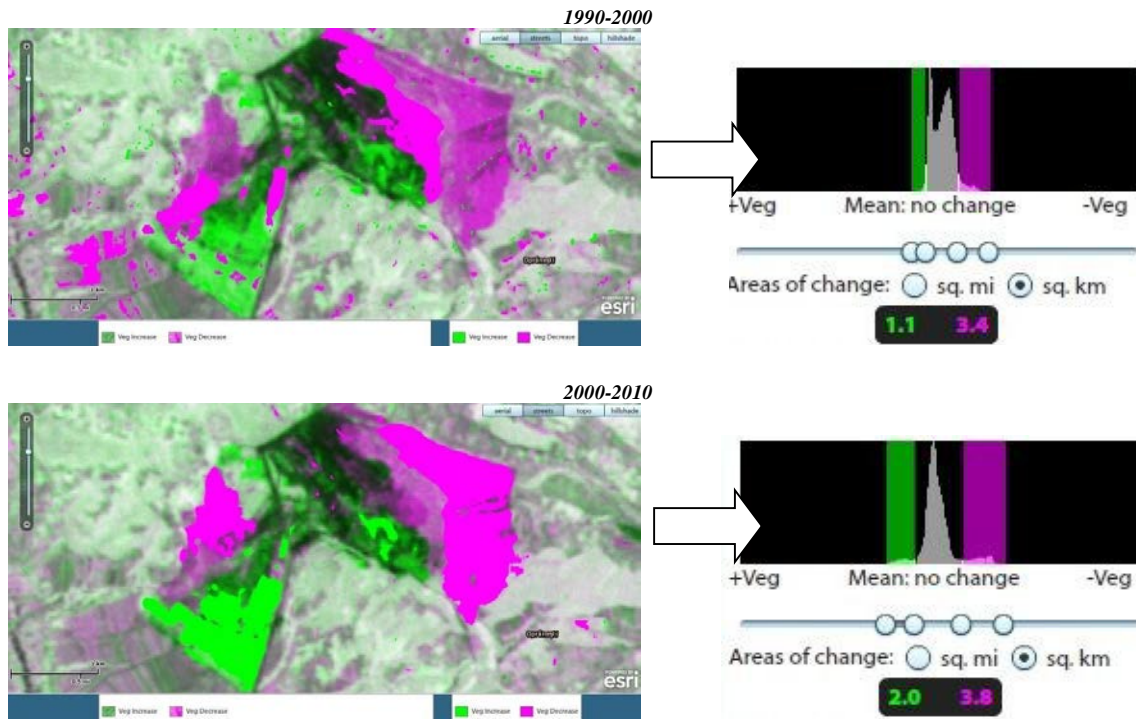 1990-2000
aerial streets topo hillshade
esri
Veg Increase Veg Decrease Veg Increase Veg Decrease
+Veg Mean: no change -Veg
Areas of change: sq. mi sq. km
1.1 3.4
2000-2010
aerial streets topo hillshade
esri
Veg Increase Veg Decrease Veg Increase Veg Decrease
+Veg Mean: no change -Veg
Areas of change: sq. mi sq. km
2.0 3.8